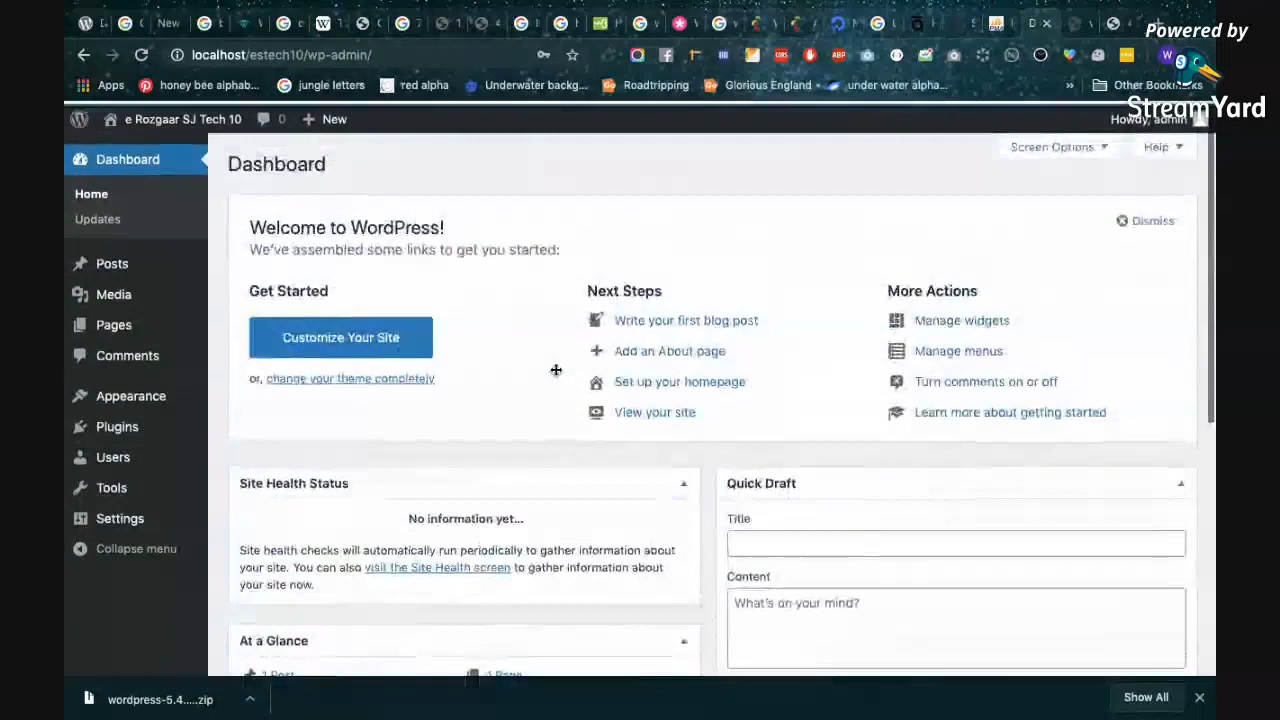 New
Powered by
localhost/estech10/wp-admin/
ABP
Apps
honey bee alphab...
jungle letters
red alpha
Underwater backg...
Roadtripping
Glorious England
under water alpha...
»
Other Bookmarks
StreamYard
e Rozgaar SJ Tech 10
0
+ New
Howdy, admin
Dashboard
Home
Updates
Posts
Media
Pages
Comments
Appearance
Plugins
Users
Tools
Settings
Collapse menu
Dashboard
Screen Options
Help
Welcome to WordPress!
Dismiss
We've assembled some links to get you started:
Get Started
Customize Your Site
or, change your theme completely
Next Steps
Write your first blog post
Add an About page
Set up your homepage
View your site
More Actions
Manage widgets
Manage menus
Turn comments on or off
Learn more about getting started
Site Health Status
No information yet...
Site health checks will automatically run periodically to gather information about
your site. You can also visit the Site Health screen to gather information about
your site now.
At a Glance
1 Post
1 Page
Quick Draft
Title
Content
What's on your mind?
wordpress-5.4.....zip
Show All